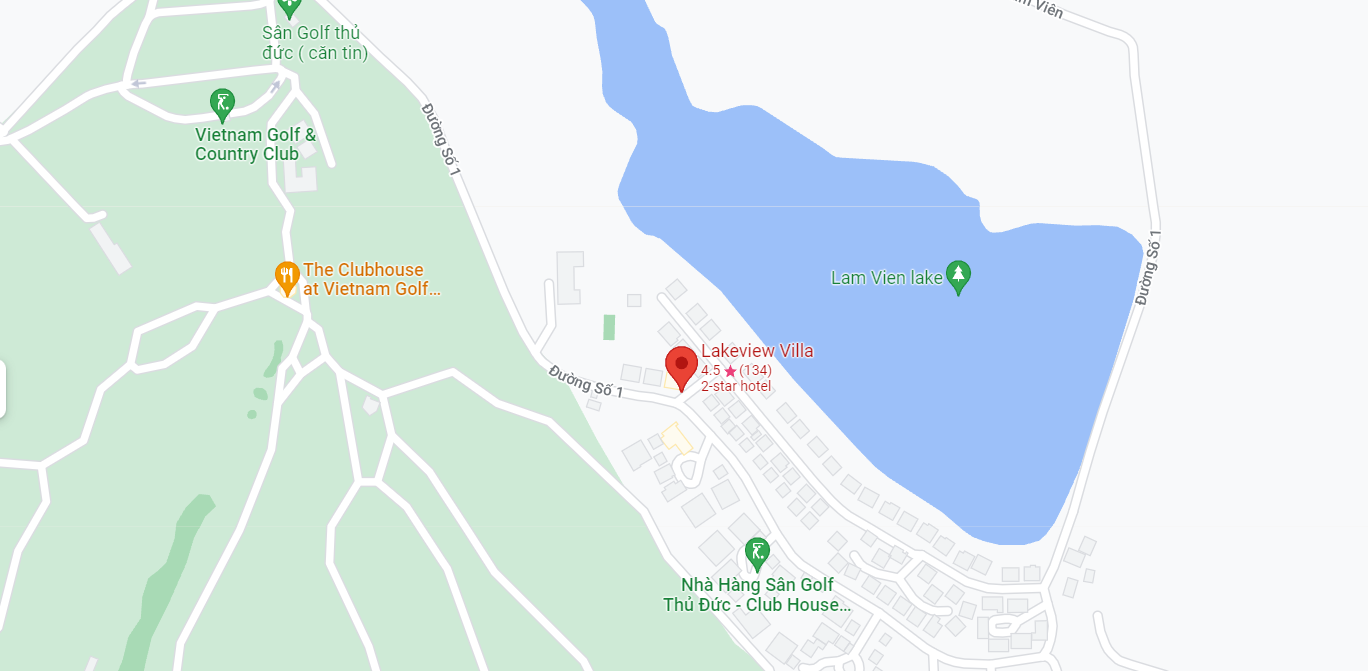 Sân Golf thủ
đức ( căn tin)
Viên
Vietnam Golf &
Country Club
Đường Số 1
The Clubhouse
at Vietnam Golf...
Lam Vien lake
Đường Số 1
Lakeview Villa
4.5 ★ (134)
2-star hotel
Đường Số 1
Nhà Hàng Sân Golf
Thủ Đức - Club House...